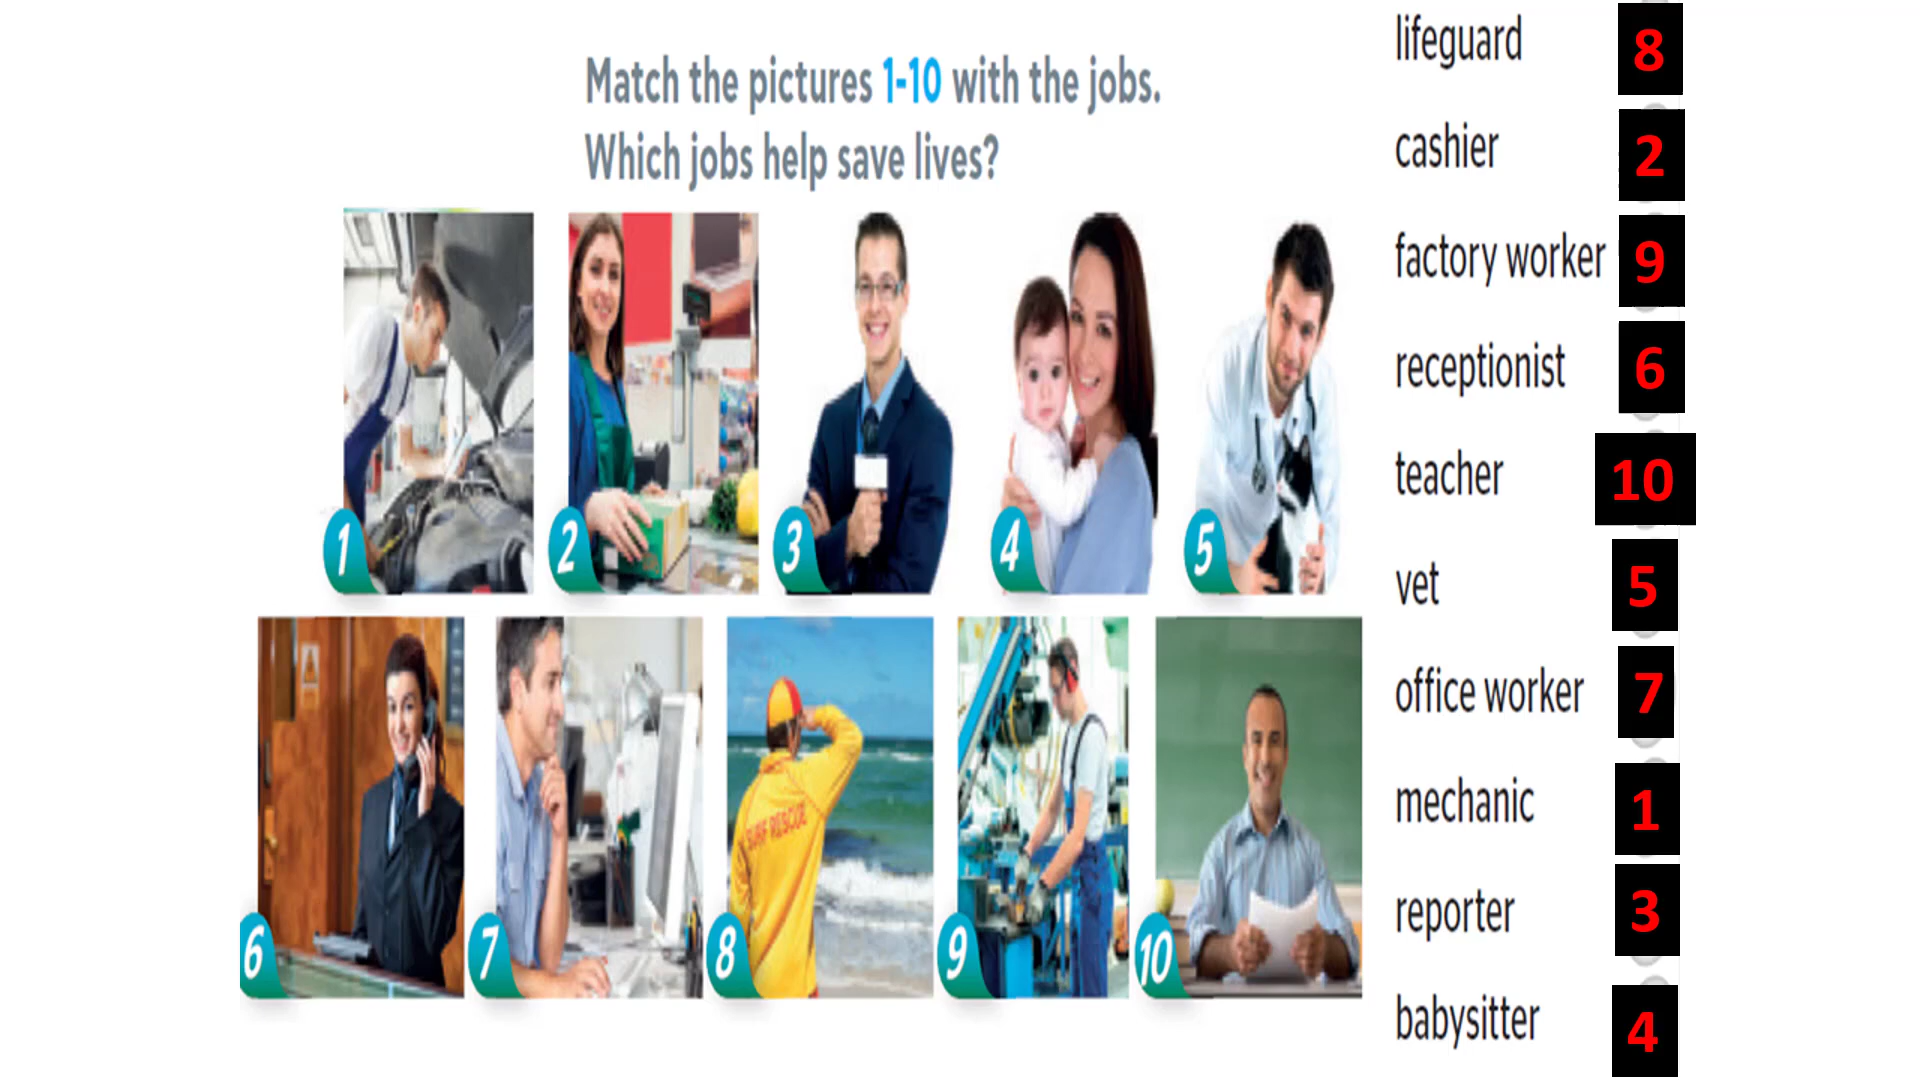 Match the pictures 1-10 with the jobs.
Which jobs help save lives?
1
2
3
4
5
6
7
8
SURF RESCUE
9
10
lifeguard 8
cashier 2
factory worker 9
receptionist 6
teacher 10
vet 5
office worker 7
mechanic 1
reporter 3
babysitter 4